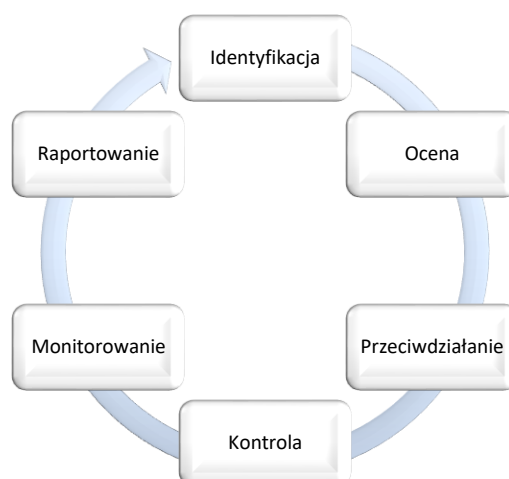 Identyfikacja
Ocena
Przeciwdziałanie
Kontrola
Monitorowanie
Raportowanie